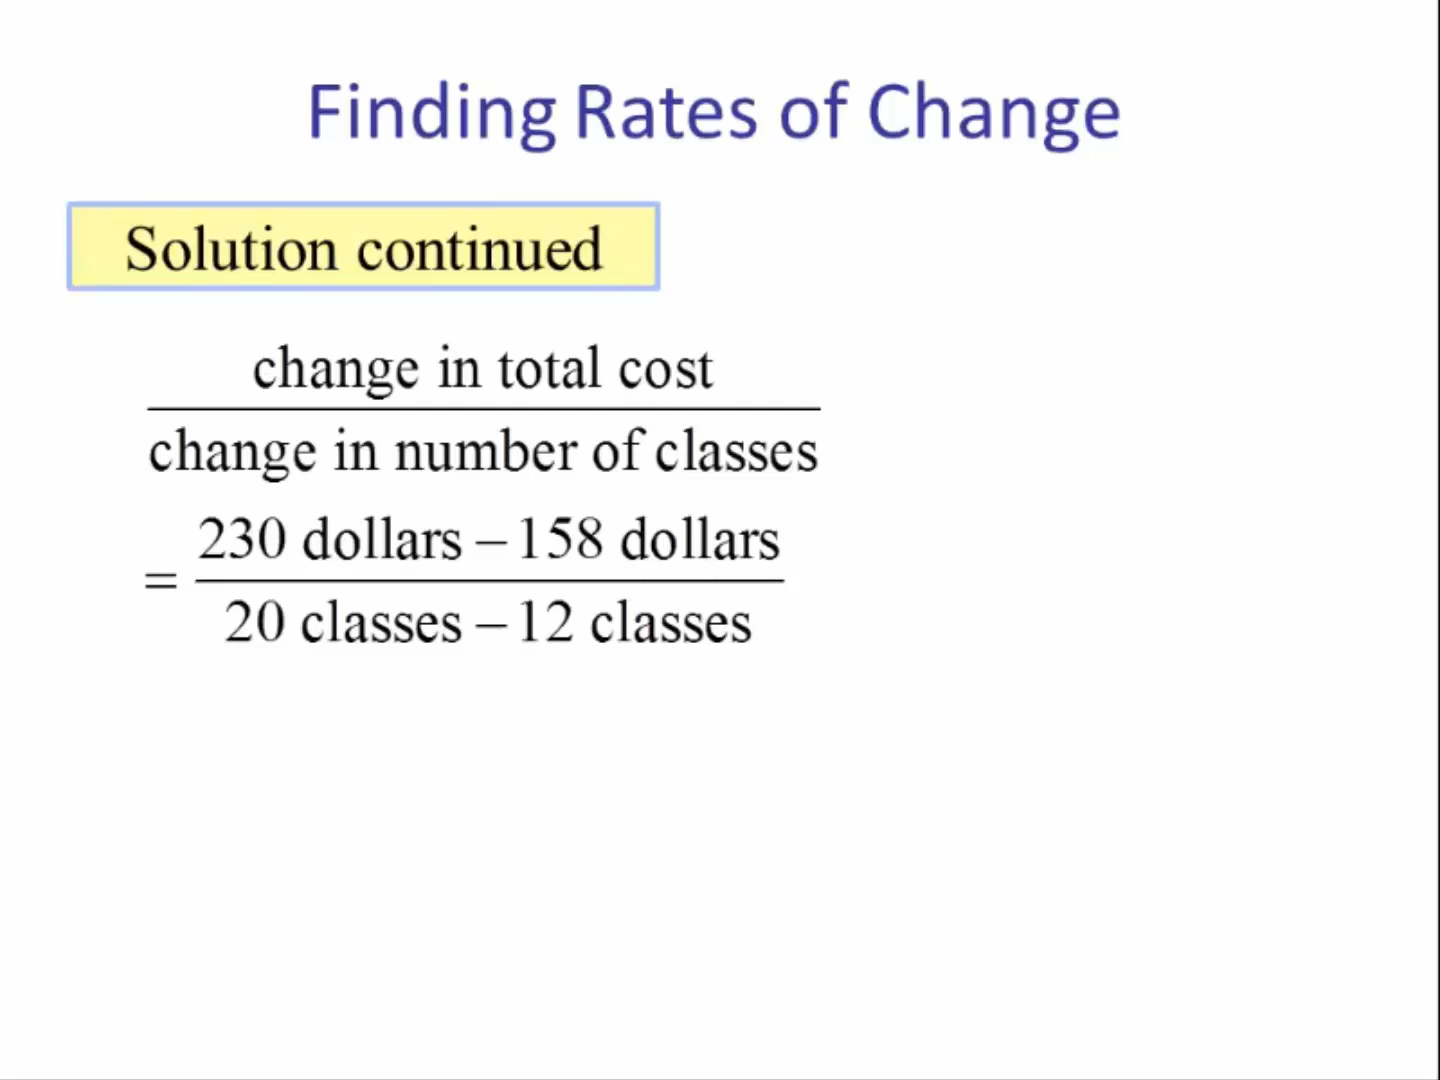 Finding Rates of Change
Solution continued
change in total cost
change in number of classes
230 dollars – 158 dollars
=
20 classes – 12 classes